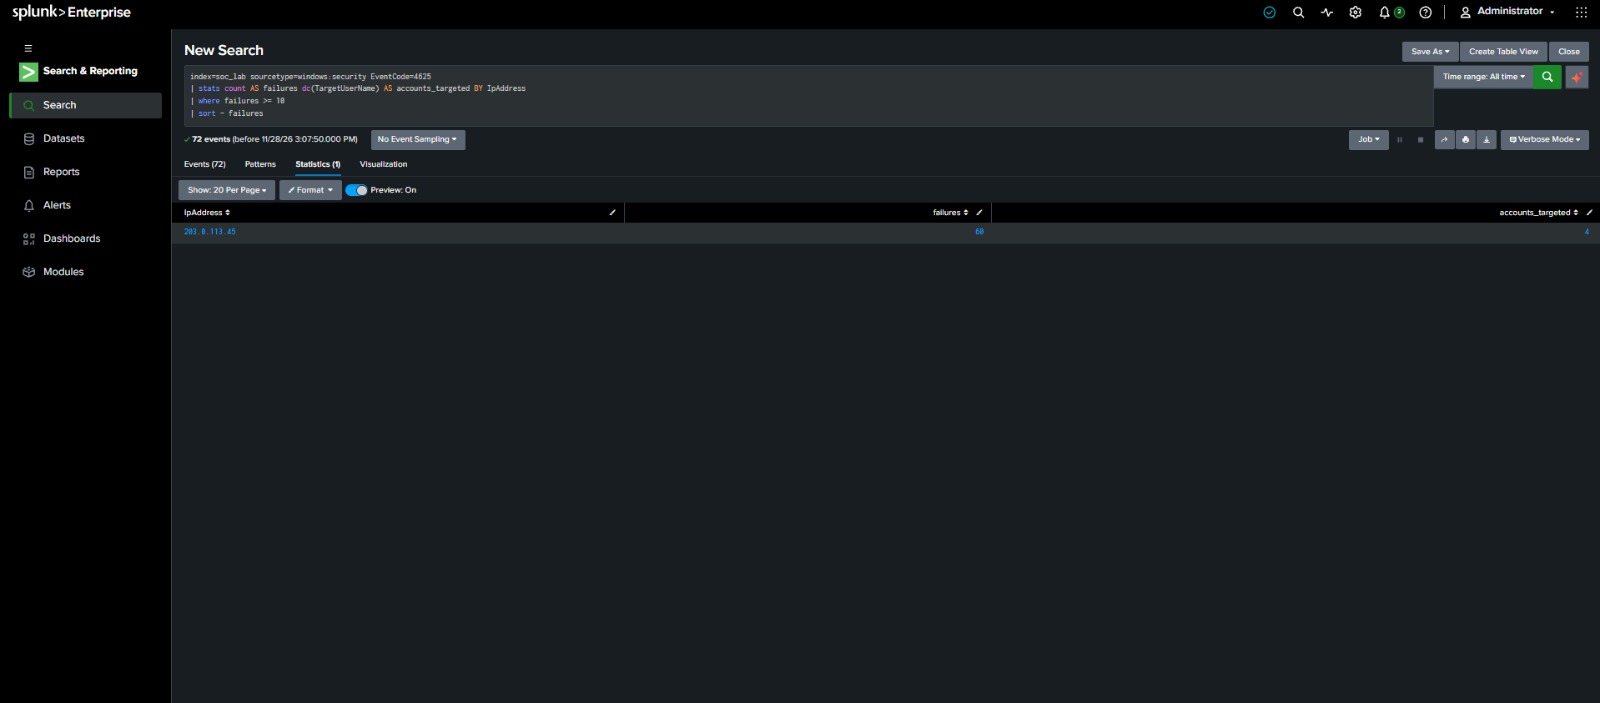 splunk>Enterprise
2
Administrator
Search & Reporting
Search
Datasets
Reports
Alerts
Dashboards
Modules
New Search
Save As
Create Table View
Close
index=soc_lab sourcetype=windows:security EventCode=4625
| stats count AS failures dc(TargetUserName) AS accounts_targeted BY IpAddress
| where failures >= 10
| sort - failures
Time range: All time
72 events (before 11/28/26 3:07:50.000 PM)
No Event Sampling
Job
Verbose Mode
Events (72)
Patterns
Statistics (1)
Visualization
Show: 20 Per Page
Format
Preview: On
IpAddress
failures
accounts_targeted
203.0.113.45
60
4